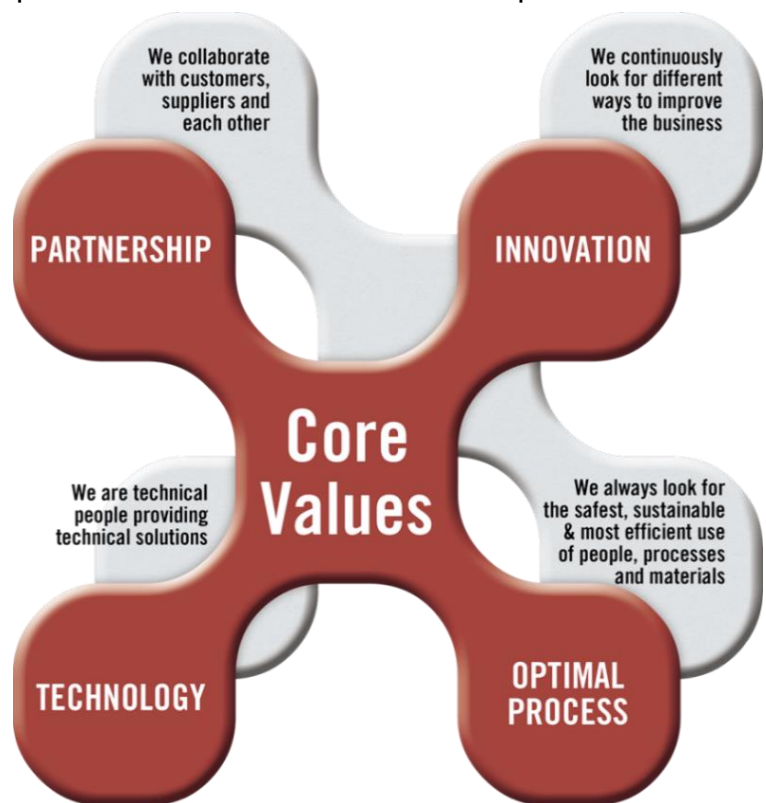 We collaborate
with customers,
suppliers and
each other
PARTNERSHIP
We continuously
look for different
ways to improve
the business
INNOVATION
Core
Values
We are technical
people providing
technical solutions
TECHNOLOGY
We always look for
the safest, sustainable
& most efficient use
of people, processes
and materials
OPTIMAL
PROCESS